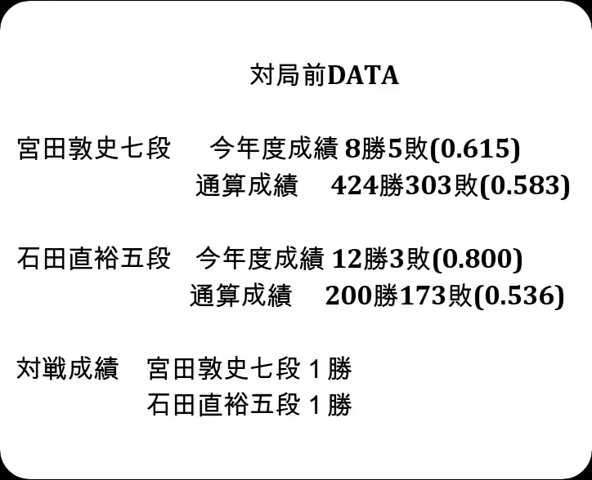 対局前DATA
宮田敦史七段 今年度成績 8勝5敗(0.615)
通算成績 424勝303敗(0.583)
石田直裕五段 今年度成績 12勝3敗(0.800)
通算成績 200勝173敗(0.536)
対戦成績 宮田敦史七段 1 勝
石田直裕五段 1 勝